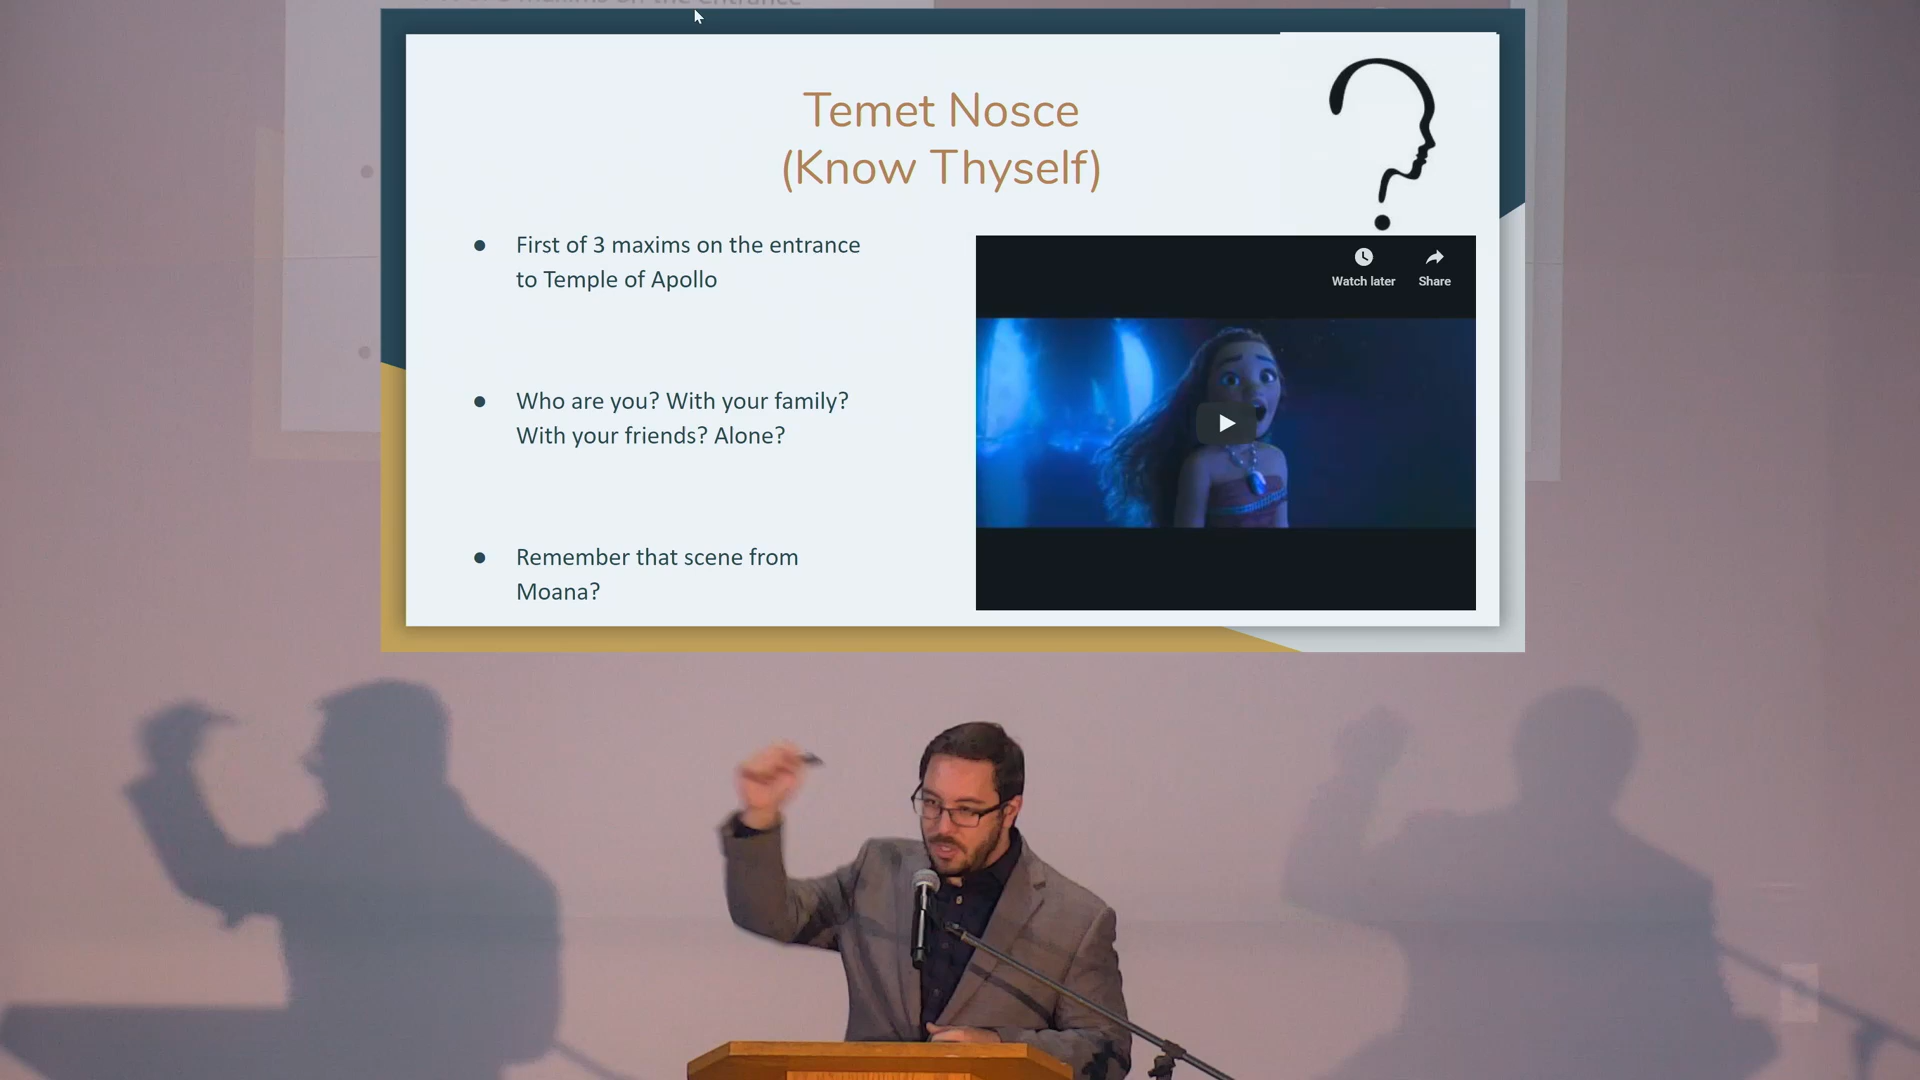 Temet Nosce
(Know Thyself)
● First of 3 maxims on the entrance
to Temple of Apollo
● Who are you? With your family?
With your friends? Alone?
● Remember that scene from
Moana?
Watch later
Share